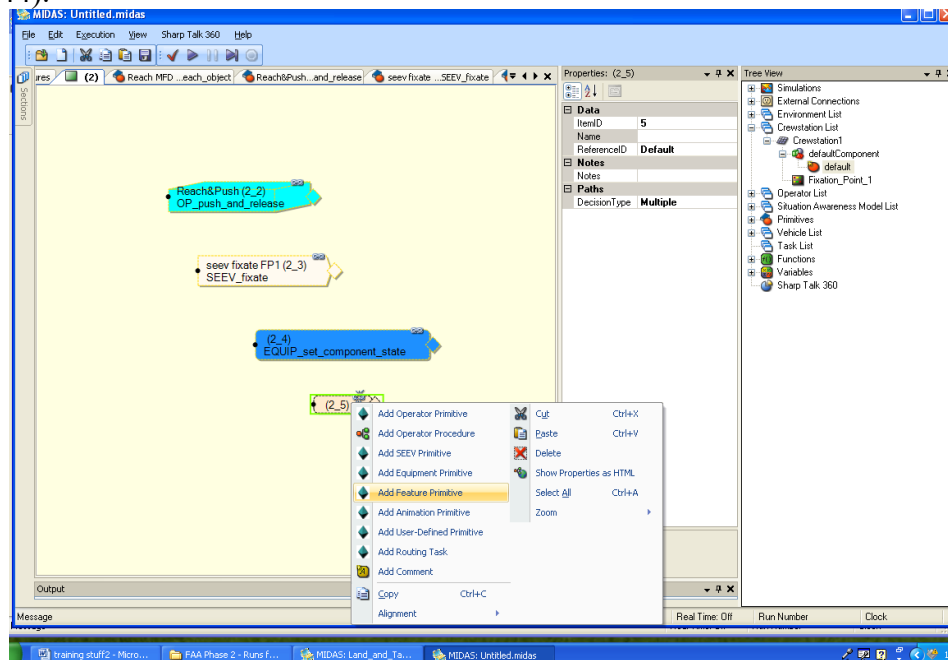 MIDAS: Untitled.midas
File Edit Execution View Sharp Talk 360 Help
res (2) Reach MFD ...each_object Reach&Push...and_release seev fixate ...SEEV_fixate
Sections
Reach&Push (2_2)
OP_push_and_release
seev fixate FP1 (2_3)
SEEV_fixate
(2_4)
EQUIP_set_component_state
(2_5)
Add Operator Primitive
Add Operator Procedure
Add SEEV Primitive
Add Equipment Primitive
Add Feature Primitive
Add Animation Primitive
Add User-Defined Primitive
Add Routing Task
Add Comment
Copy Ctrl+C
Alignment
Cut Ctrl+X
Paste Ctrl+V
Delete
Show Properties as HTML
Select All Ctrl+A
Zoom
Properties: (2_5)
Data
ItemID 5
Name
ReferenceID Default
Notes
Notes
Paths
DecisionType Multiple
Tree View
Simulations
External Connections
Environment List
Crewstation List
Crewstation1
defaultComponent
default
Fixation_Point_1
Operator List
Situation Awareness Model List
Primitives
Vehicle List
Task List
Functions
Variables
Sharp Talk 360
Output
Message Real Time: Off Run Number Clock
training stuff2 - Micro... FAA Phase 2 - Runs f... MIDAS: Land_and_Ta... MIDAS: Untitled.midas